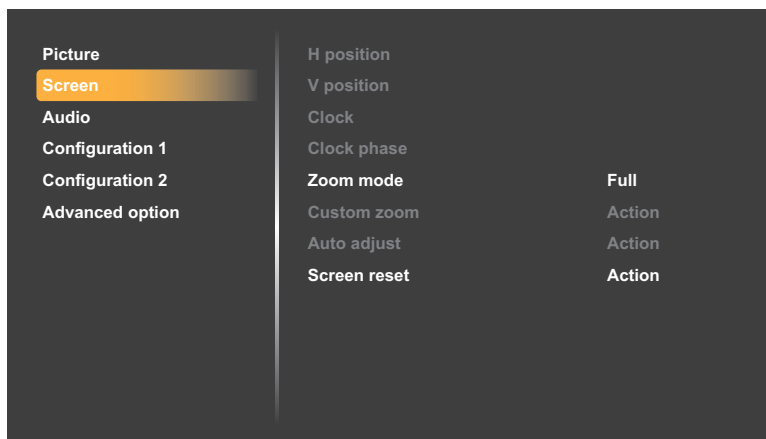 Picture
Screen
Audio
Configuration 1
Configuration 2
Advanced option
H position
V position
Clock
Clock phase
Zoom mode Full
Custom zoom Action
Auto adjust Action
Screen reset Action